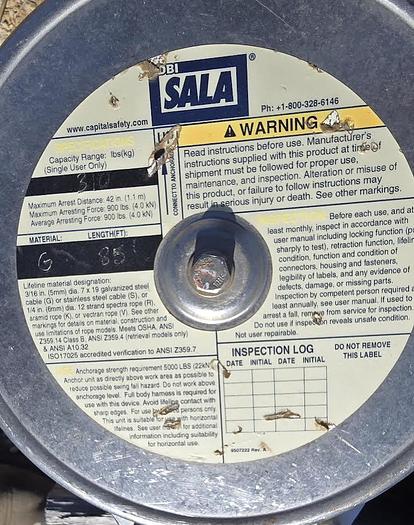 DBI
SALA®
Ph: +1-800-328-6146
www.capitalsafety.com
WARNING
Read instructions before use. Manufacturer's
instructions supplied with this product at time of
shipment must be followed for proper use,
maintenance, and inspection. Alteration or misuse of
this product, or failure to follow instructions may
result in serious injury or death. See other markings.
SPECIFICATIONS
Capacity Range: lbs(kg)
(Single User Only)
310
Maximum Arrest Distance: 42 in. (1.1 m)
Maximum Arresting Force: 900 lbs. (4.0 kN)
Average Arresting Force: 900 lbs. (4.0 kN)
MATERIAL: LENGTH(FT):
G 85
CONNECT TO ANCHORAGE
INSPECTION Before each use, and at
least monthly, inspect in accordance with
user manual including locking function (pull
sharply to test), retraction function, lifeline
condition, function and condition of
connectors, housing and fasteners,
legibility of labels, and any evidence of
defects, damage, or missing parts.
Inspection by competent required at
least annually, see user manual. If used to
arrest a fall, remove from service for inspection.
Do not use if inspection reveals unsafe condition.
Not user repairable.
Lifeline material designation:
3/16 in. (5mm) dia. 7 x 19 galvanized steel
cable (G) or stainless steel cable (S), or
1/4 in. (6mm) dia. 12 strand spectra rope (R),
aramid rope (K), or vectran rope (V). See other
markings for details on material, construction and
use limitations of rope models. Meets OSHA, ANSI
Z359.14 Class B, ANSI Z359.4 (retrieval models only)
& ANSI A10.32
ISO17025 accredited verification to ANSI Z359.7
USE: Anchorage strength requirement 5000 LBS (22kN)
Anchor unit as directly above work area as possible to
reduce possible swing fall hazard. Do not work above
anchorage level. Full body harness is required for
use with this device. Avoid lifeline contact with
sharp edges. For use by persons only.
This unit is suitable for use with horizontal
lifelines. See user manual for additional
information including suitability
for horizontal use.
INSPECTION LOG
DATE INITIAL DATE INITIAL
DO NOT REMOVE
THIS LABEL
9507222 Rev. A